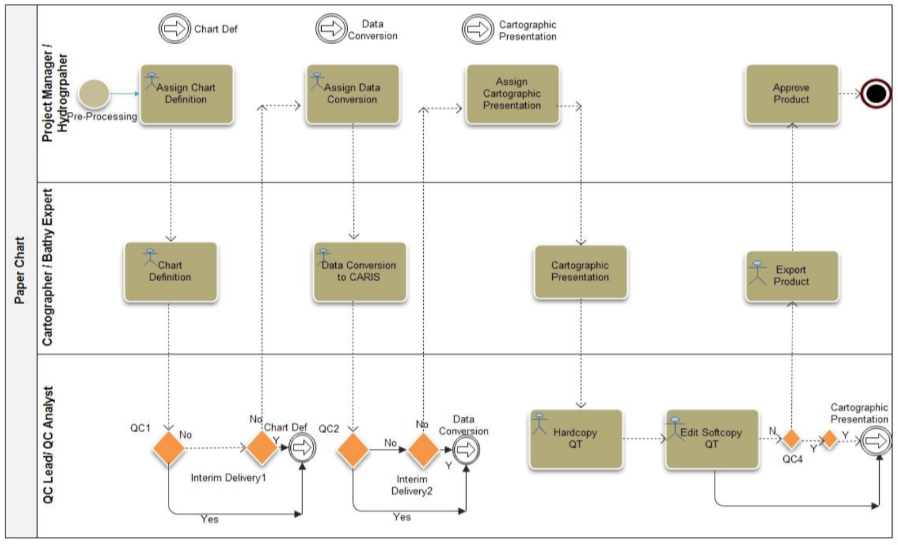 Paper Chart
Project Manager /
Hydrogrpaher
Chart Def
Data
Conversion
Cartographic
Presentation
Pre-Processing
Assign Chart
Definition
Assign Data
Conversion
Assign
Cartographic
Presentation
Approve
Product
Cartographer / Bathy Expert
Chart
Definition
Data Conversion
to CARIS
Cartographic
Presentation
Export
Product
QC Lead/ QC Analyst
QC1
No
No
Chart Def
Y
Interim Delivery1
Yes
QC2
No
No
Data
Conversion
Y
Interim
Delivery2
Yes
Hardcopy
QT
Edit Softcopy
QT
N
QC4
Y
Y
Cartographic
Presentation